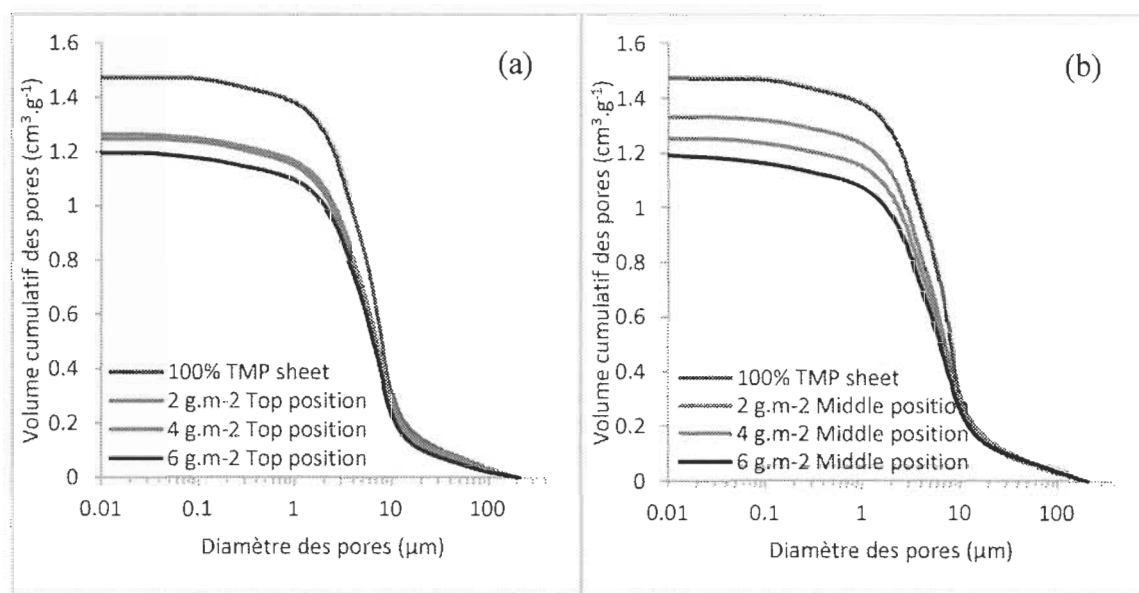 (a)
Volume cumulatif des pores (cm³.g⁻¹)
1.6
1.4
1.2
1
0.8
0.6
0.4
0.2
0
100% TMP sheet
2 g.m-2 Top position
4 g.m-2 Top position
6 g.m-2 Top position
0.01 0.1 1 10 100
Diamètre des pores (µm)
(b)
Volume cumulatif des pores (cm³.g⁻¹)
1.6
1.4
1.2
1
0.8
0.6
0.4
0.2
0
100% TMP sheet
2 g.m-2 Middle position
4 g.m-2 Middle position
6 g.m-2 Middle position
0.01 0.1 1 10 100
Diamètre des pores (µm)